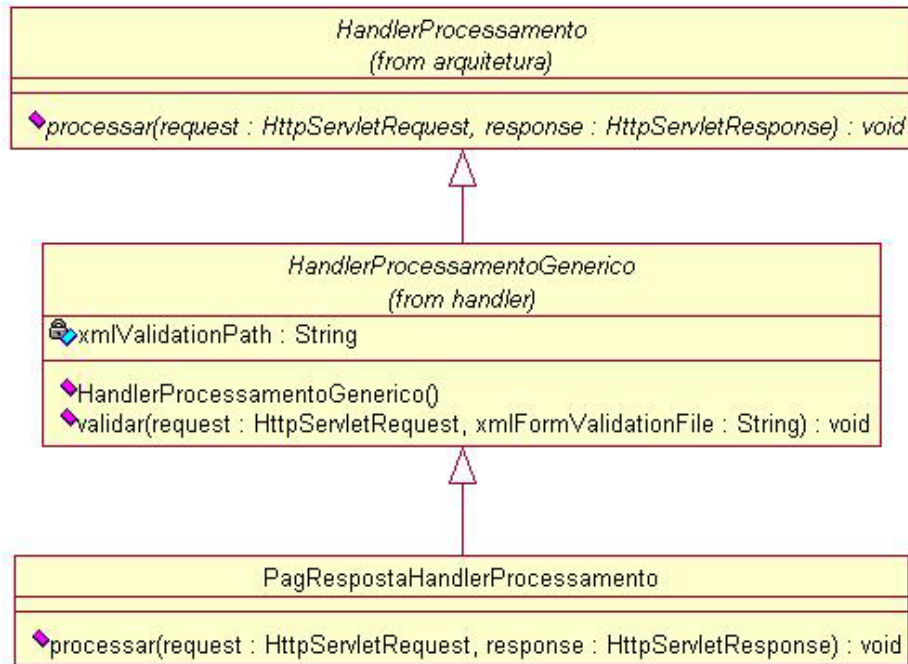 HandlerProcessamento
(from arquitetura)
processar(request : HttpServletRequest, response : HttpServletResponse) : void
HandlerProcessamentoGenerico
(from handler)
xmlValidationPath : String
HandlerProcessamentoGenerico()
validar(request : HttpServletRequest, xmlFormValidationFile : String) : void
PagRespostaHandlerProcessamento
processar(request : HttpServletRequest, response : HttpServletResponse) : void